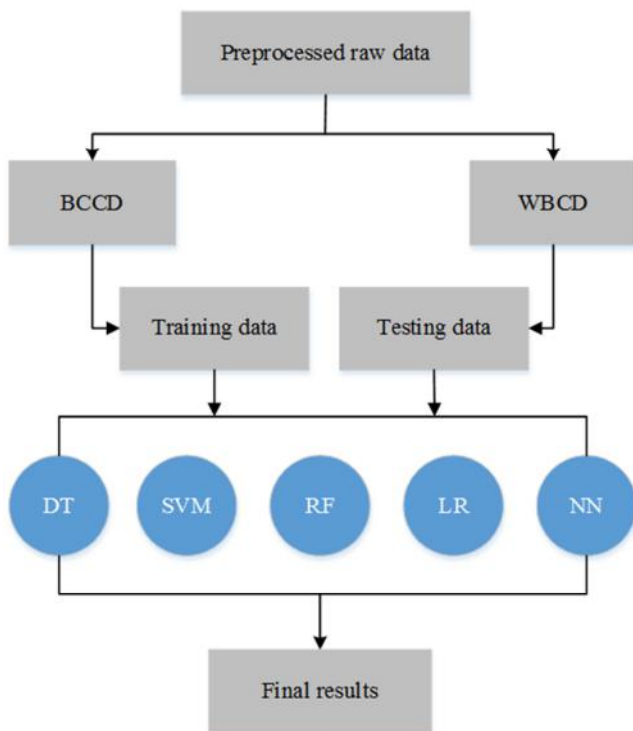 Preprocessed raw data
BCCD
WBCD
Training data
Testing data
DT
SVM
RF
LR
NN
Final results